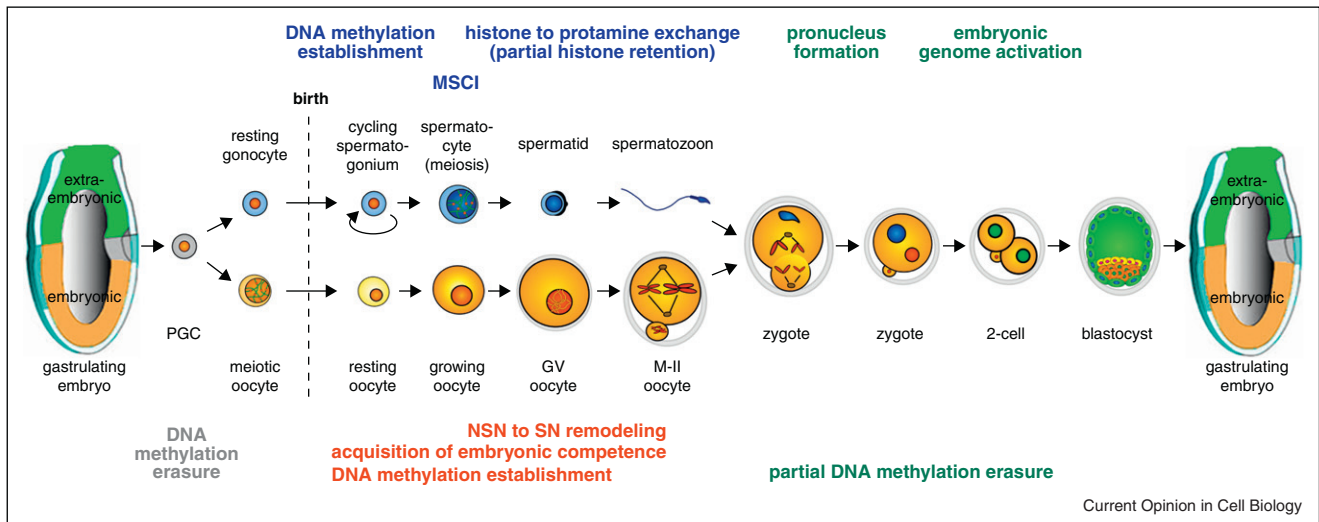 DNA methylation
establishment
histone to protamine exchange
(partial histone retention)
pronucleus
formation
embryonic
genome activation
MSCI
birth
resting
gonocyte
cycling
spermato-
gonium
spermato-
cyte
(meiosis)
spermatid
spermatozoon
extra-
embryonic
embryonic
extra-
embryonic
embryonic
PGC
gastrulating
embryo
meiotic
oocyte
resting
oocyte
growing
oocyte
GV
oocyte
M-II
oocyte
zygote
zygote
2-cell
blastocyst
gastrulating
embryo
DNA
methylation
erasure
NSN to SN remodeling
acquisition of embryonic competence
DNA methylation establishment
partial DNA methylation erasure
Current Opinion in Cell Biology